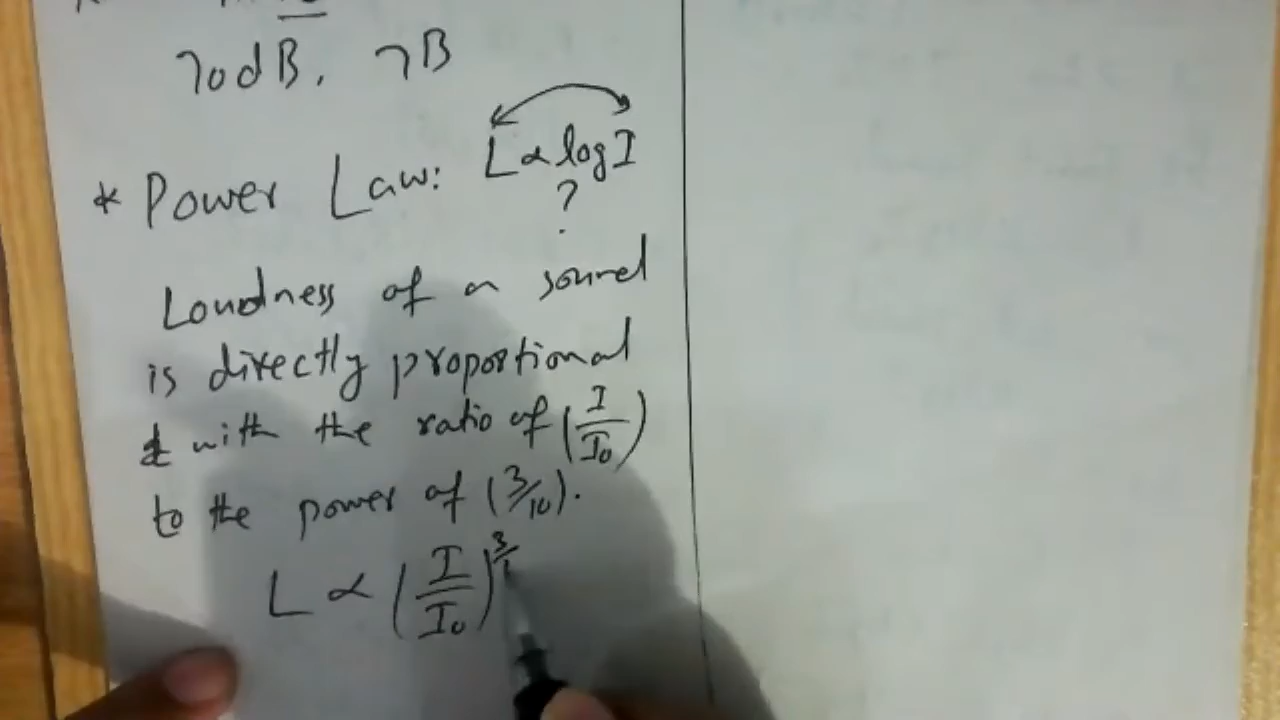 70dB, 7B
* Power Law: L ∝ log I
?
Loudness of a sound
is directly proportional
with the ratio of (I/I₀)
to the power of (3/10).
L ∝ (I/I₀)^3/1